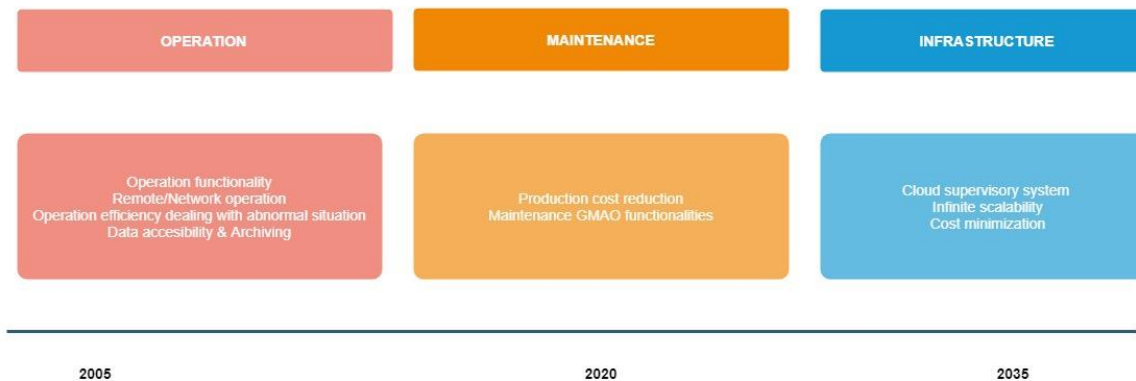 OPERATION
MAINTENANCE
INFRASTRUCTURE
Operation functionality
Remote/Network operation
Operation efficiency dealing with abnormal situation
Data accesibility & Archiving
Production cost reduction
Maintenance GMAO functionalities
Cloud supervisory system
Infinite scalability
Cost minimization
2005
2020
2035